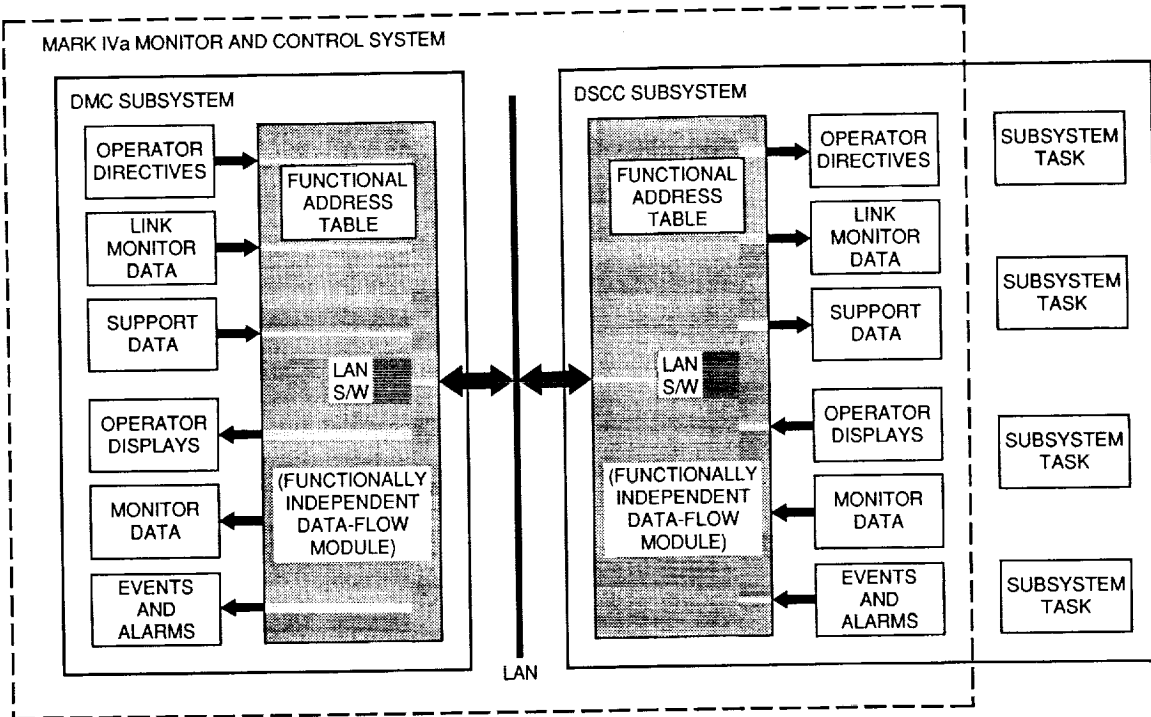 MARK IVa MONITOR AND CONTROL SYSTEM
DMC SUBSYSTEM
OPERATOR
DIRECTIVES
LINK
MONITOR
DATA
SUPPORT
DATA
OPERATOR
DISPLAYS
MONITOR
DATA
EVENTS
AND
ALARMS
FUNCTIONAL
ADDRESS
TABLE
LAN
S/W
(FUNCTIONALLY
INDEPENDENT
DATA-FLOW
MODULE)
LAN
DSCC SUBSYSTEM
FUNCTIONAL
ADDRESS
TABLE
LAN
S/W
(FUNCTIONALLY
INDEPENDENT
DATA-FLOW
MODULE)
OPERATOR
DIRECTIVES
LINK
MONITOR
DATA
SUPPORT
DATA
OPERATOR
DISPLAYS
MONITOR
DATA
EVENTS
AND
ALARMS
SUBSYSTEM
TASK
SUBSYSTEM
TASK
SUBSYSTEM
TASK
SUBSYSTEM
TASK